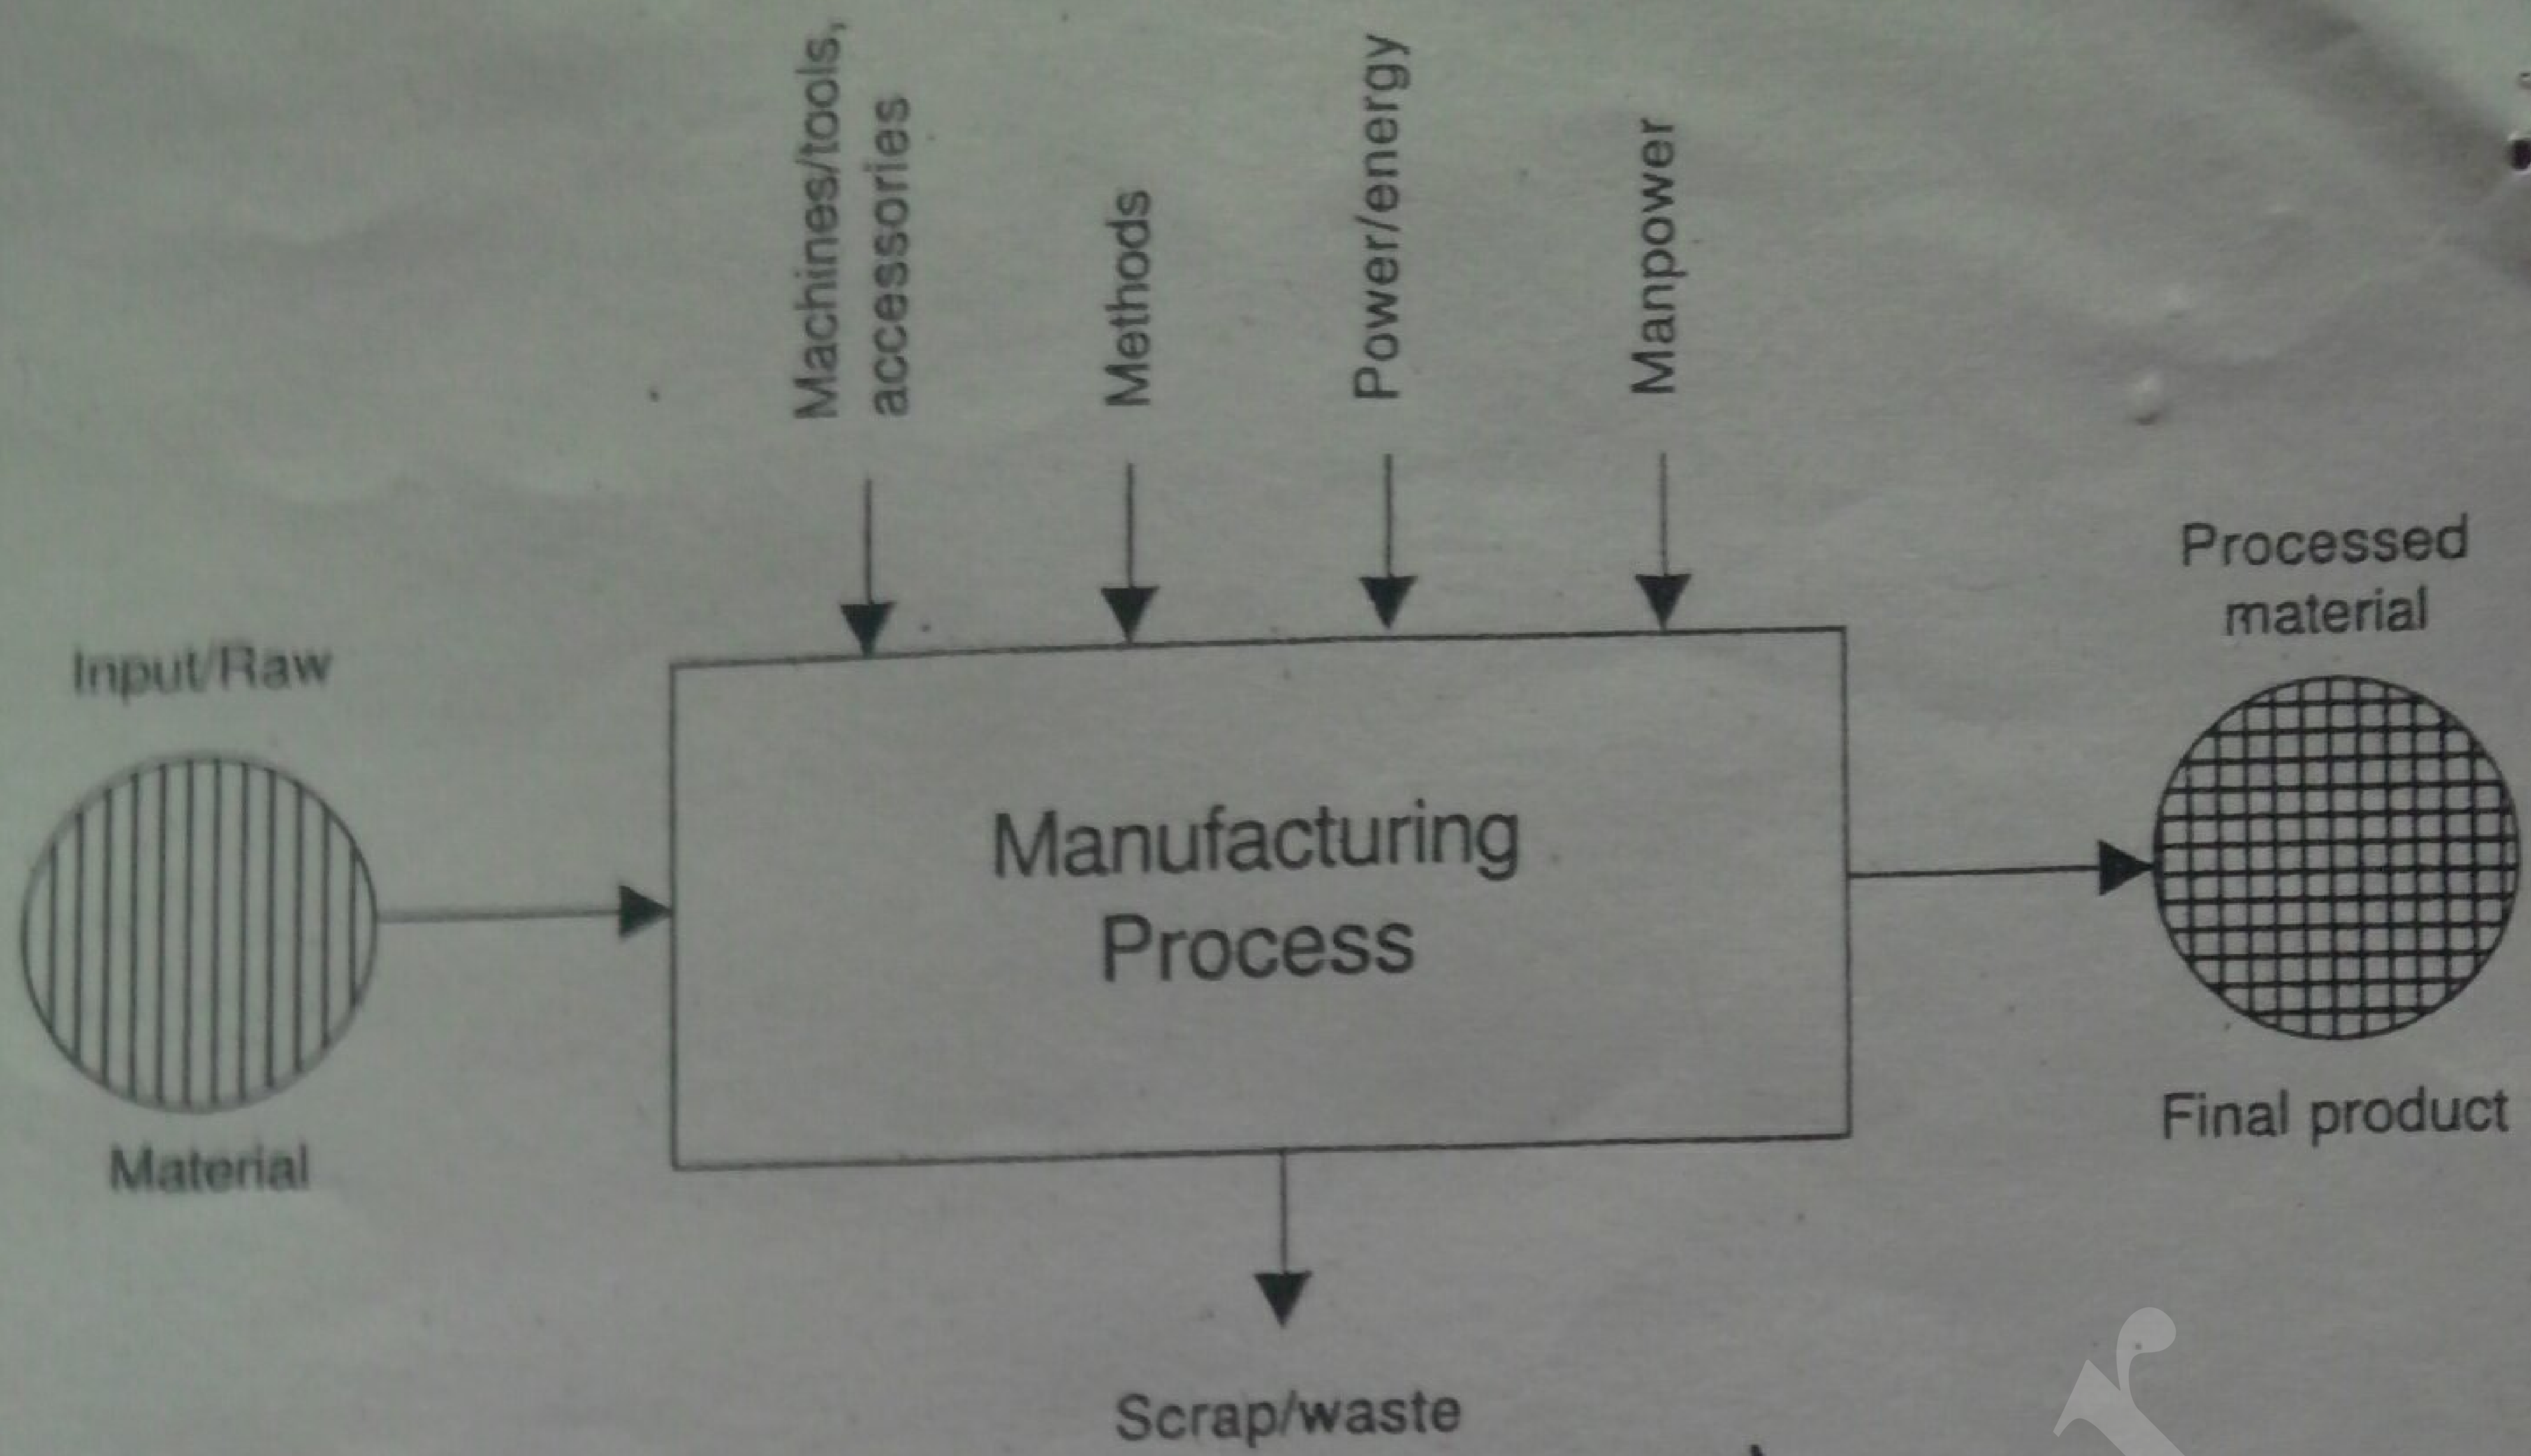 Machines/tools,
accessories
Methods
Power/energy
Manpower
Input/Raw
Material
Manufacturing
Process
Processed
material
Final product
Scrap/waste
r